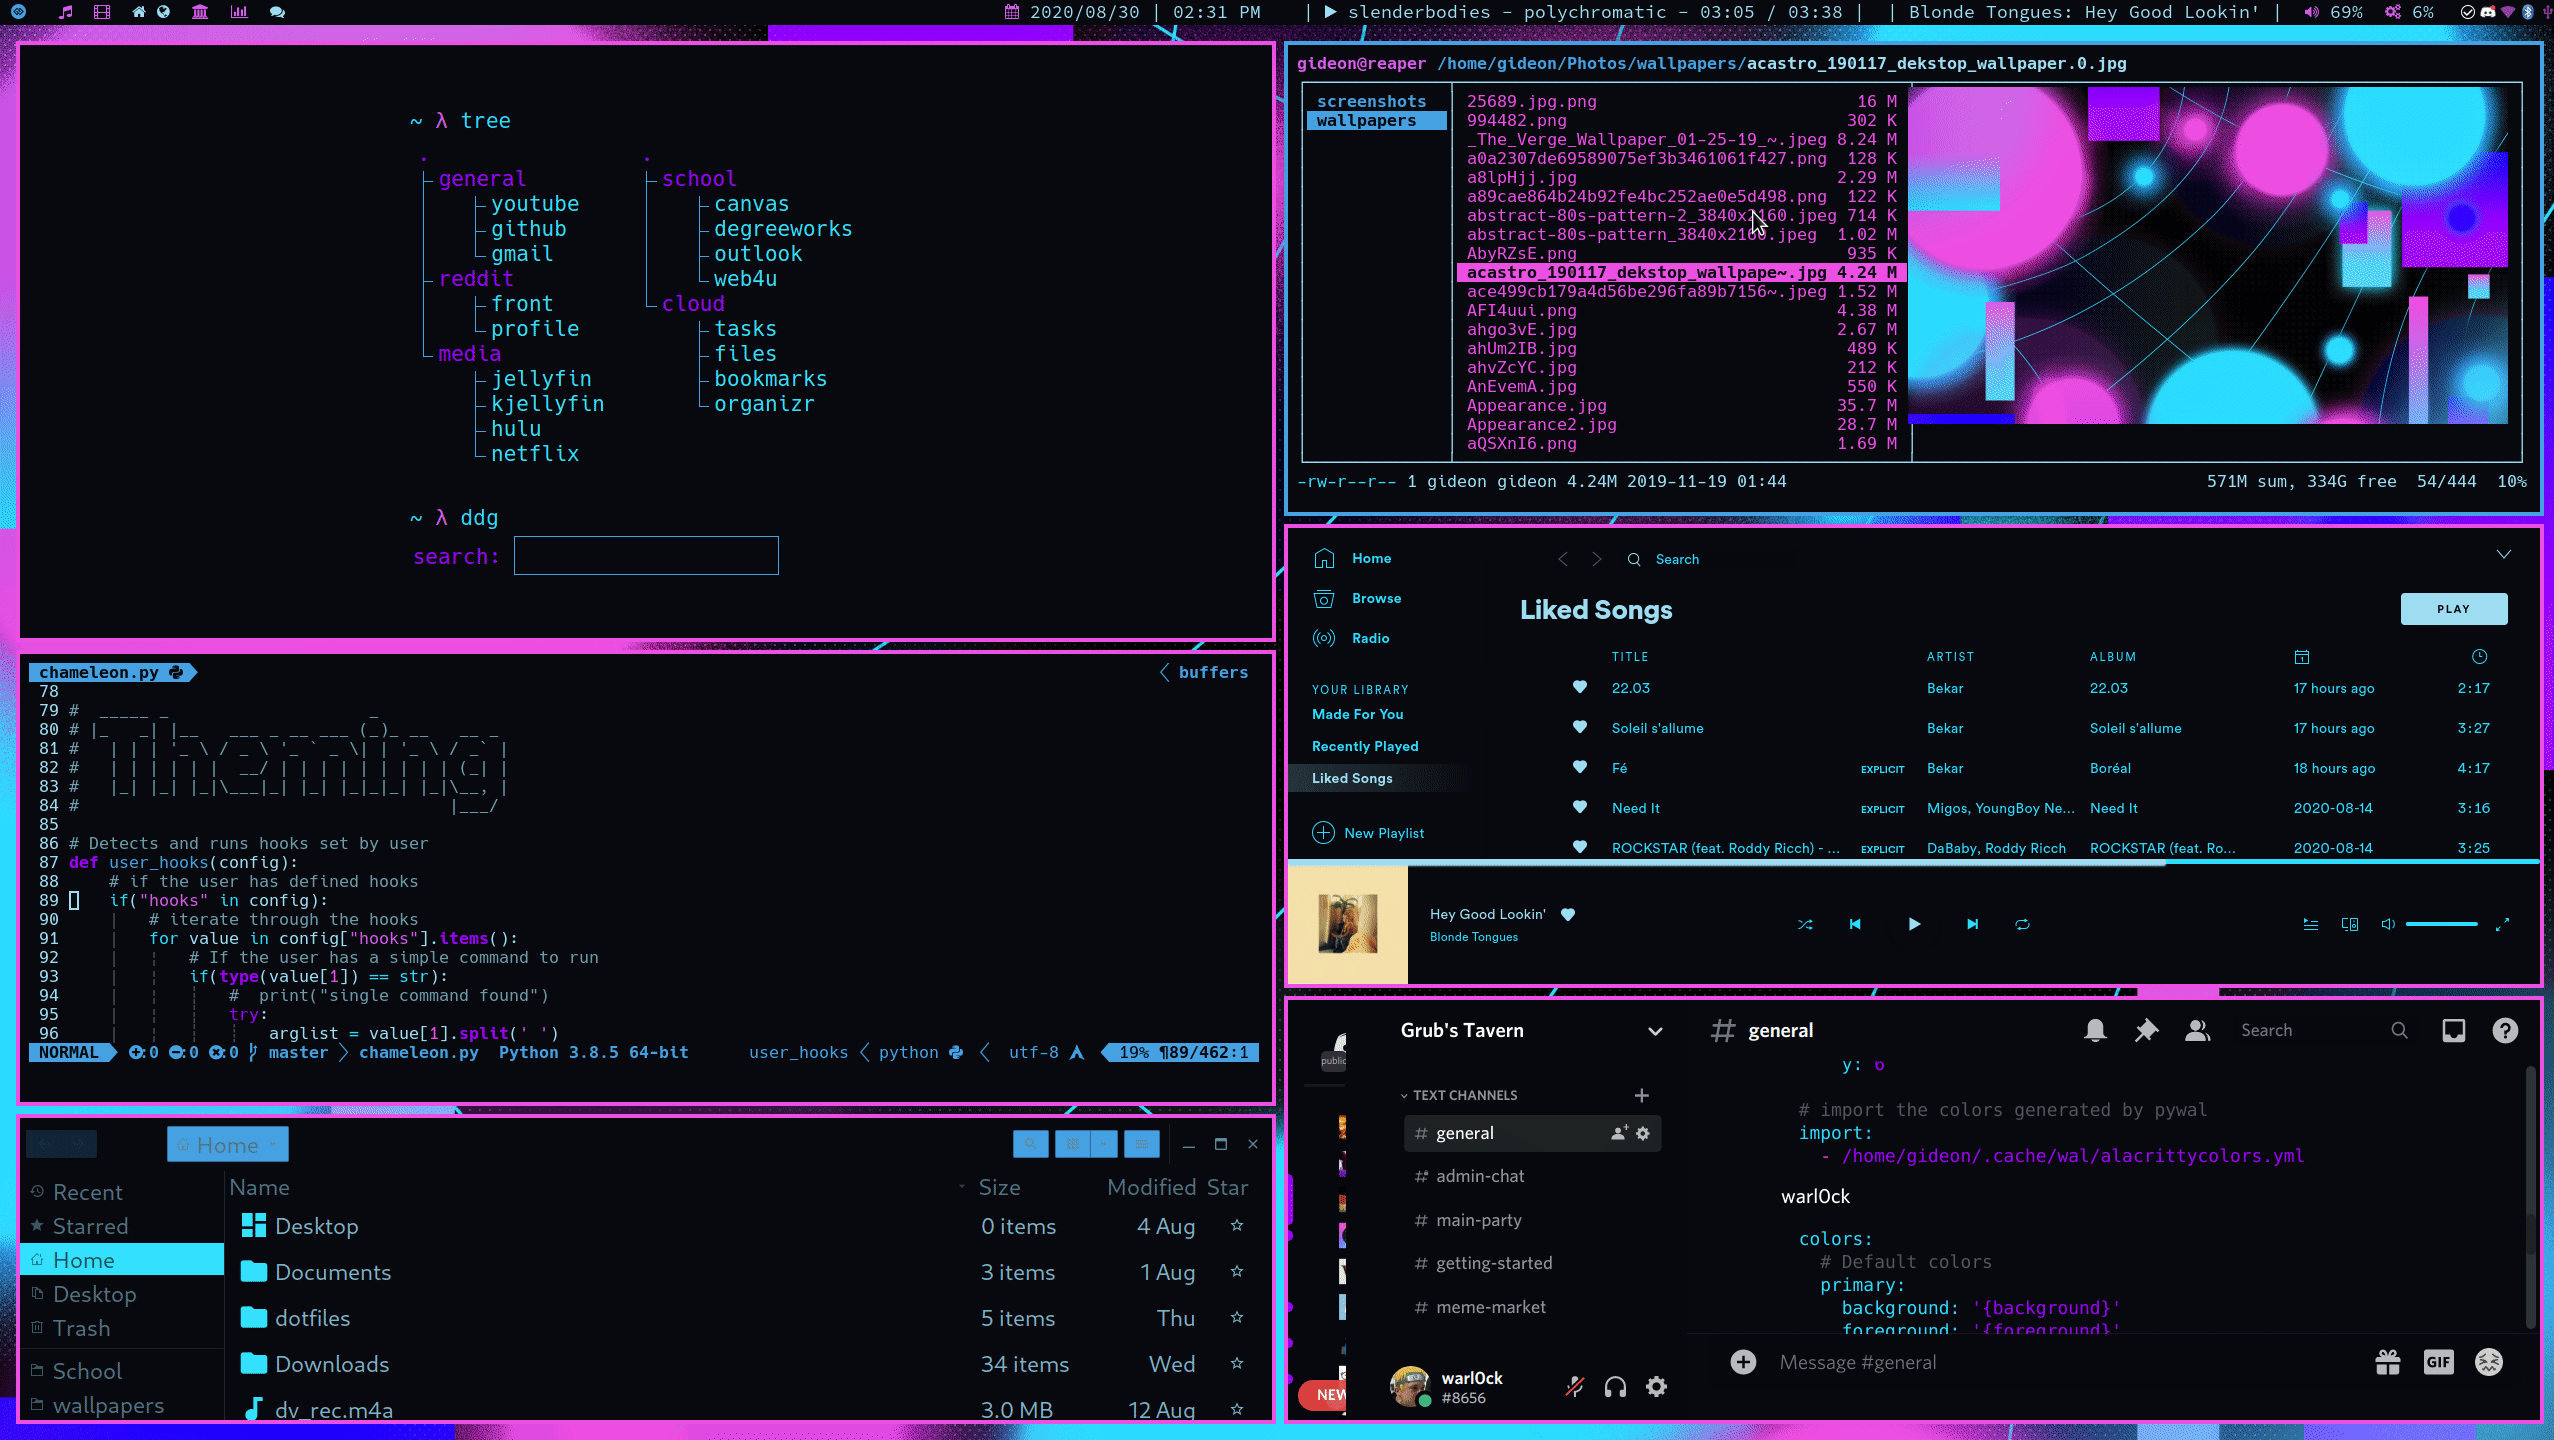 2020/08/30 | 02:31 PM
| ▶ slenderbodies - polychromatic - 03:05 / 03:38 |
| Blonde Tongues: Hey Good Lookin' |
69%
6%
~ λ tree
.
general
youtube
github
gmail
reddit
front
profile
media
jellyfin
kjellyfin
hulu
netflix
.
school
canvas
degreeworks
outlook
web4u
cloud
tasks
files
bookmarks
organizr
~ λ ddg
search:
gideon@reaper /home/gideon/Photos/wallpapers/acastro_190117_dekstop_wallpaper.0.jpg
screenshots
wallpapers
25689.jpg.png 16 M
994482.png 302 K
_The_Verge_Wallpaper_01-25-19_~.jpeg 8.24 M
a0a2307de69589075ef3b3461061f427.png 128 K
a8lpHjj.jpg 2.29 M
a89cae864b24b92fe4bc252ae0e5d498.png 122 K
abstract-80s-pattern-2_3840x2160.jpeg 714 K
abstract-80s-pattern_3840x2160.jpeg 1.02 M
AbyRZsE.png 935 K
acastro_190117_dekstop_wallpape~.jpg 4.24 M
ace499cb179a4d56be296fa89b7156~.jpeg 1.52 M
AFI4uui.png 4.38 M
ahgo3vE.jpg 2.67 M
ahUm2IB.jpg 489 K
ahvZcYC.jpg 212 K
AnEvemA.jpg 550 K
Appearance.jpg 35.7 M
Appearance2.jpg 28.7 M
aQSXnI6.png 1.69 M
-rw-r--r-- 1 gideon gideon 4.24M 2019-11-19 01:44 571M sum, 334G free 54/444 10%
chameleon.py
buffers
78
79 #
80 #
81 #
82 #
83 #
84 #
Theming
85
86 # Detects and runs hooks set by user
87 def user_hooks(config):
88 # if the user has defined hooks
89 if("hooks" in config):
90 # iterate through the hooks
91 for value in config["hooks"].items():
92 # If the user has a simple command to run
93 if(type(value[1]) == str):
94 # print("single command found")
95 try:
96 arglist = value[1].split(' ')
NORMAL :0 :0 :0 master chameleon.py Python 3.8.5 64-bit user_hooks python utf-8 19% ¶89/462:1
Home
Browse
Radio
YOUR LIBRARY
Made For You
Recently Played
Liked Songs
New Playlist
Search
Liked Songs
PLAY
TITLE ARTIST ALBUM
22.03 Bekar 22.03 17 hours ago 2:17
Soleil s'allume Bekar Soleil s'allume 17 hours ago 3:27
Fé EXPLICIT Bekar Boréal 18 hours ago 4:17
Need It EXPLICIT Migos, YoungBoy Ne... Need It 2020-08-14 3:16
ROCKSTAR (feat. Roddy Ricch) - ... EXPLICIT DaBaby, Roddy Ricch ROCKSTAR (feat. Ro... 2020-08-14 3:25
Hey Good Lookin'
Blonde Tongues
Home
Recent
Starred
Home
Desktop
Trash
School
wallpapers
Name Size Modified Star
Desktop 0 items 4 Aug
Documents 3 items 1 Aug
dotfiles 5 items Thu
Downloads 34 items Wed
dv_rec.m4a 3.0 MB 12 Aug
public
NEW
Grub's Tavern
TEXT CHANNELS
# general
# admin-chat
# main-party
# getting-started
# meme-market
warl0ck
#8656
# general
Search
y: 6
# import the colors generated by pywal
import:
- /home/gideon/.cache/wal/alacrittycolors.yml
warl0ck
colors:
# Default colors
primary:
background: '{background}'
foreground: '{foreground}'
Message #general
GIF